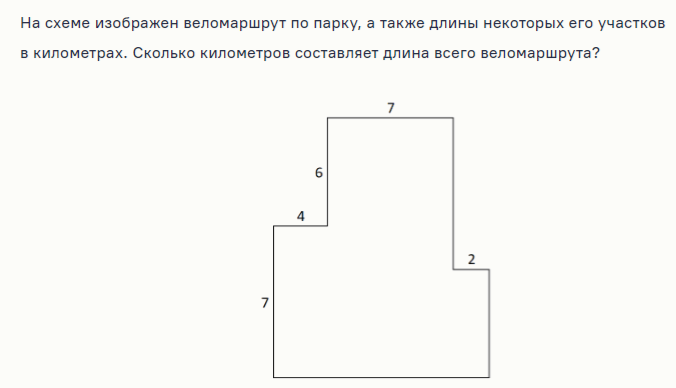 На схеме изображен веломаршрут по парку, а также длины некоторых его участков
в километрах. Сколько километров составляет длина всего веломаршрута?
7
6
4
2
7